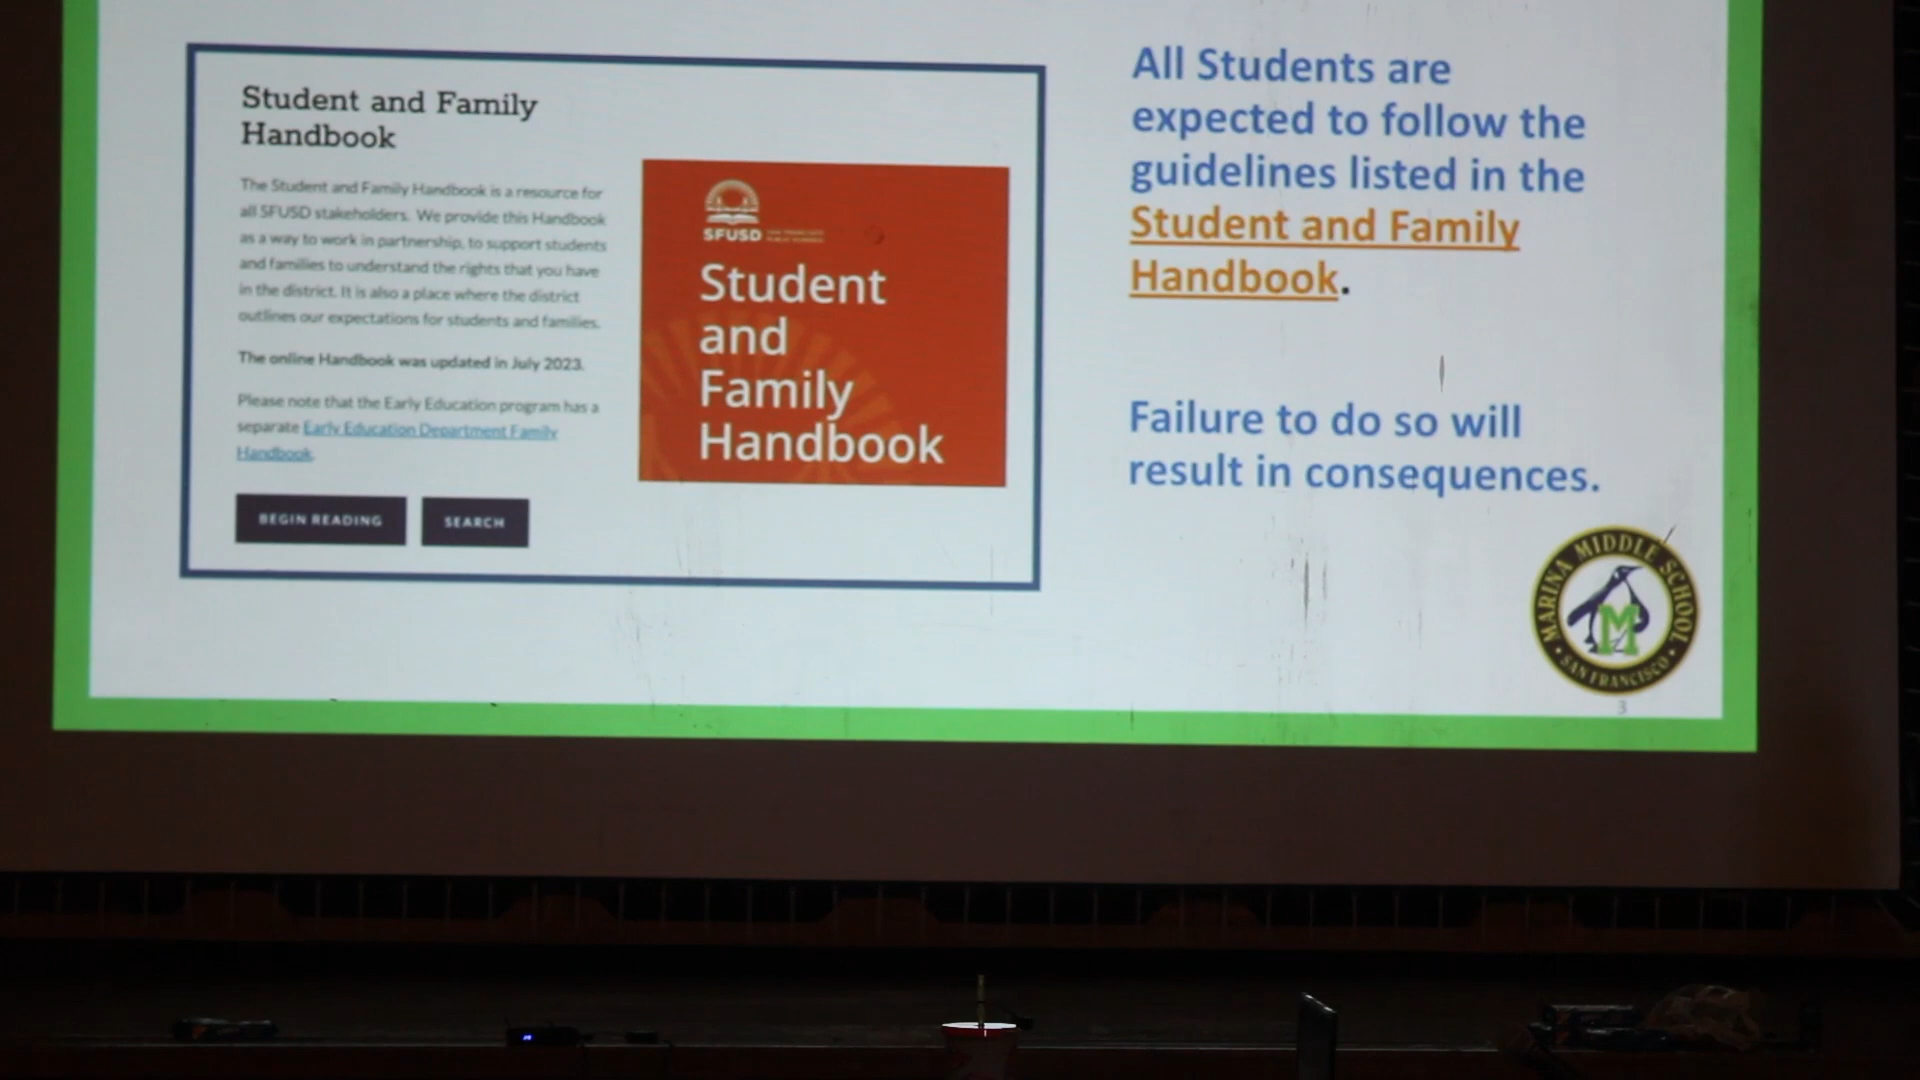 Student and Family
Handbook
The Student and Family Handbook is a resource for
all SFUSD stakeholders. We provide this Handbook
as a way to work in partnership, to support students
and families to understand the rights that you have
in the district. It is also a place where the district
outlines our expectations for students and families.
The online Handbook was updated in July 2023.
Please note that the Early Education program has a
separate Early Education Department Family
Handbook.
BEGIN READING
SEARCH
SFUSD
Student
and
Family
Handbook
All Students are
expected to follow the
guidelines listed in the
Student and Family
Handbook.
Failure to do so will
result in consequences.
MARINA MIDDLE SCHOOL
M
• SAN FRANCISCO •
3